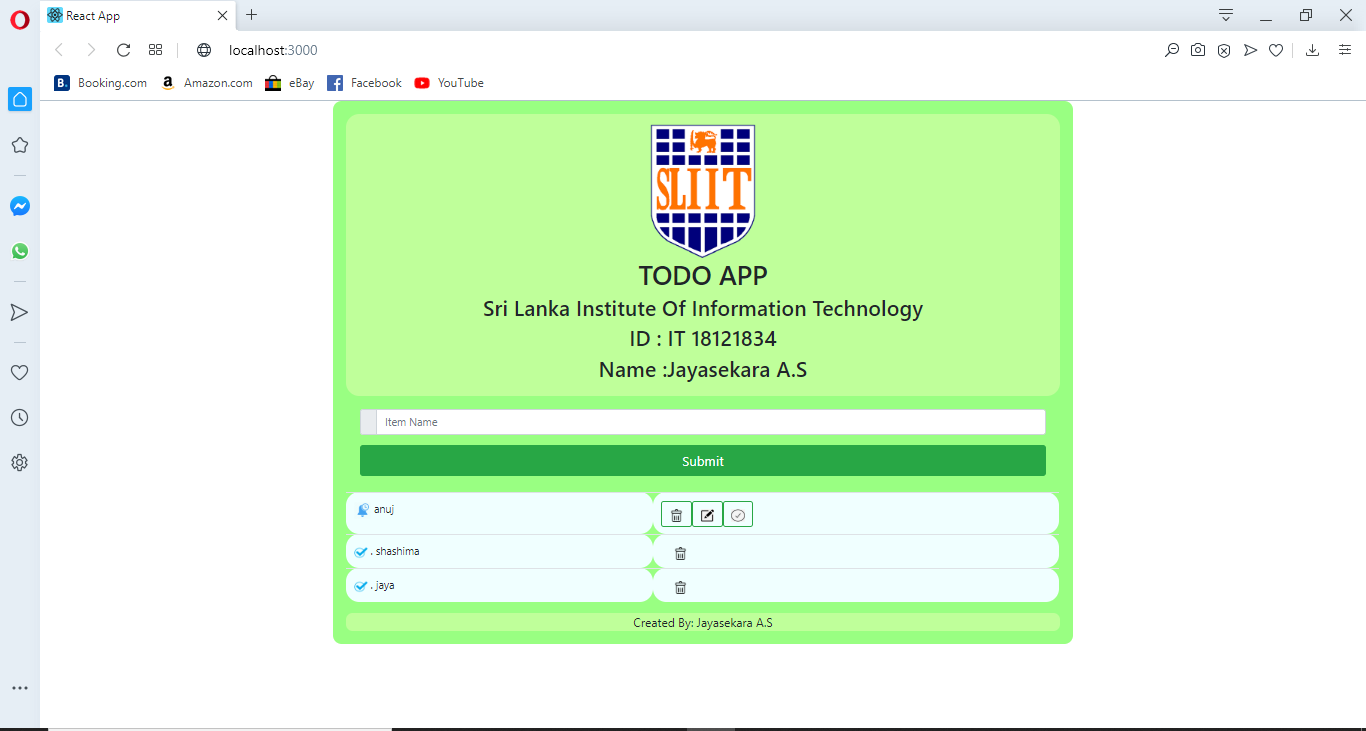 React App
localhost:3000
B. Booking.com a Amazon.com eBay Facebook YouTube
SLIIT
TODO APP
Sri Lanka Institute Of Information Technology
ID : IT 18121834
Name :Jayasekara A.S
Item Name
Submit
anuj
. shashima
. jaya
Created By: Jayasekara A.S